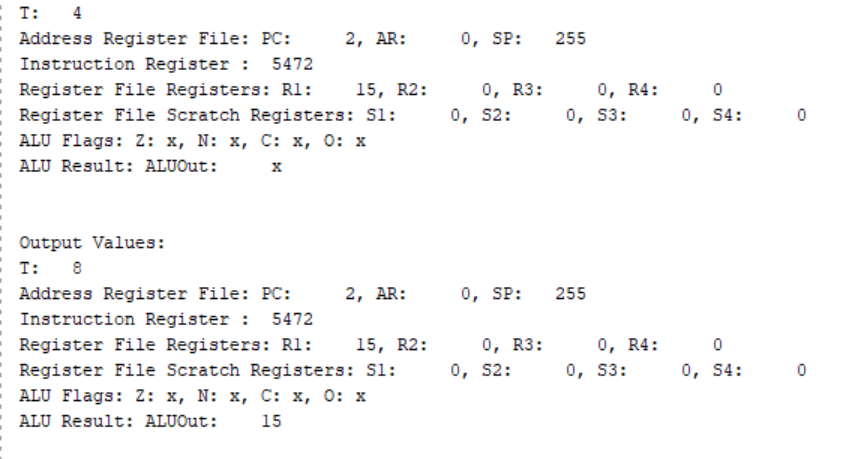 T:   4
Address Register File: PC:     2, AR:     0, SP:   255
Instruction Register :  5472
Register File Registers: R1:    15, R2:     0, R3:     0, R4:     0
Register File Scratch Registers: S1:     0, S2:     0, S3:     0, S4:     0
ALU Flags: Z: x, N: x, C: x, O: x
ALU Result: ALUOut:     x
Output Values:
T:   8
Address Register File: PC:     2, AR:     0, SP:   255
Instruction Register :  5472
Register File Registers: R1:    15, R2:     0, R3:     0, R4:     0
Register File Scratch Registers: S1:     0, S2:     0, S3:     0, S4:     0
ALU Flags: Z: x, N: x, C: x, O: x
ALU Result: ALUOut:    15